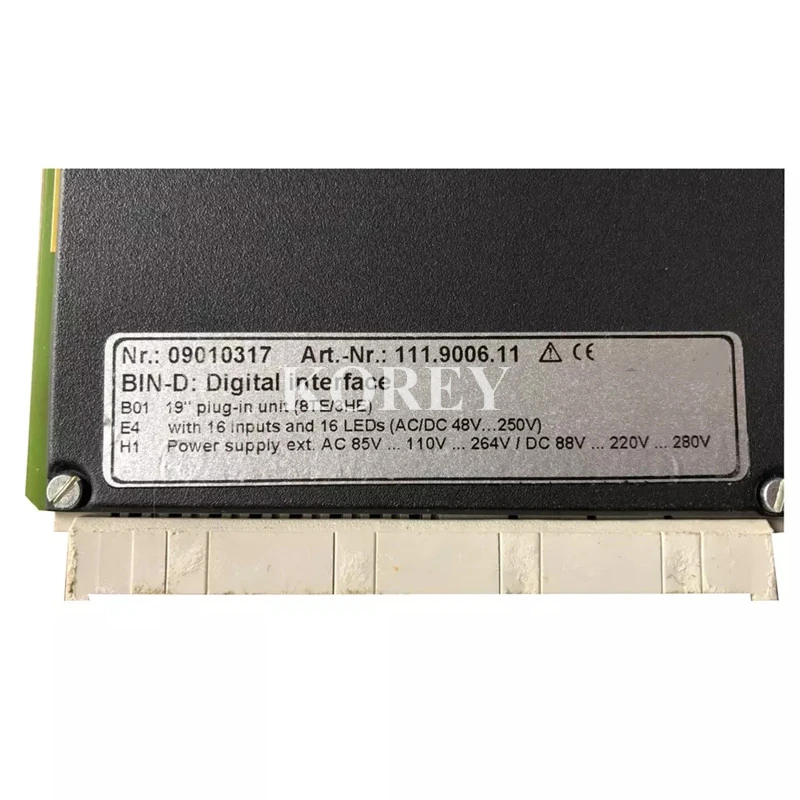 Nr.: 09010317 Art.-Nr.: 111.9006.11 ⚠ CE
BIN-D: Digital interface
B01 19" plug-in unit (8TE/3HE)
E4 with 16 inputs and 16 LEDs (AC/DC 48V...250V)
H1 Power supply ext. AC 85V ... 110V ... 264V / DC 88V ... 220V ... 280V
KOREY